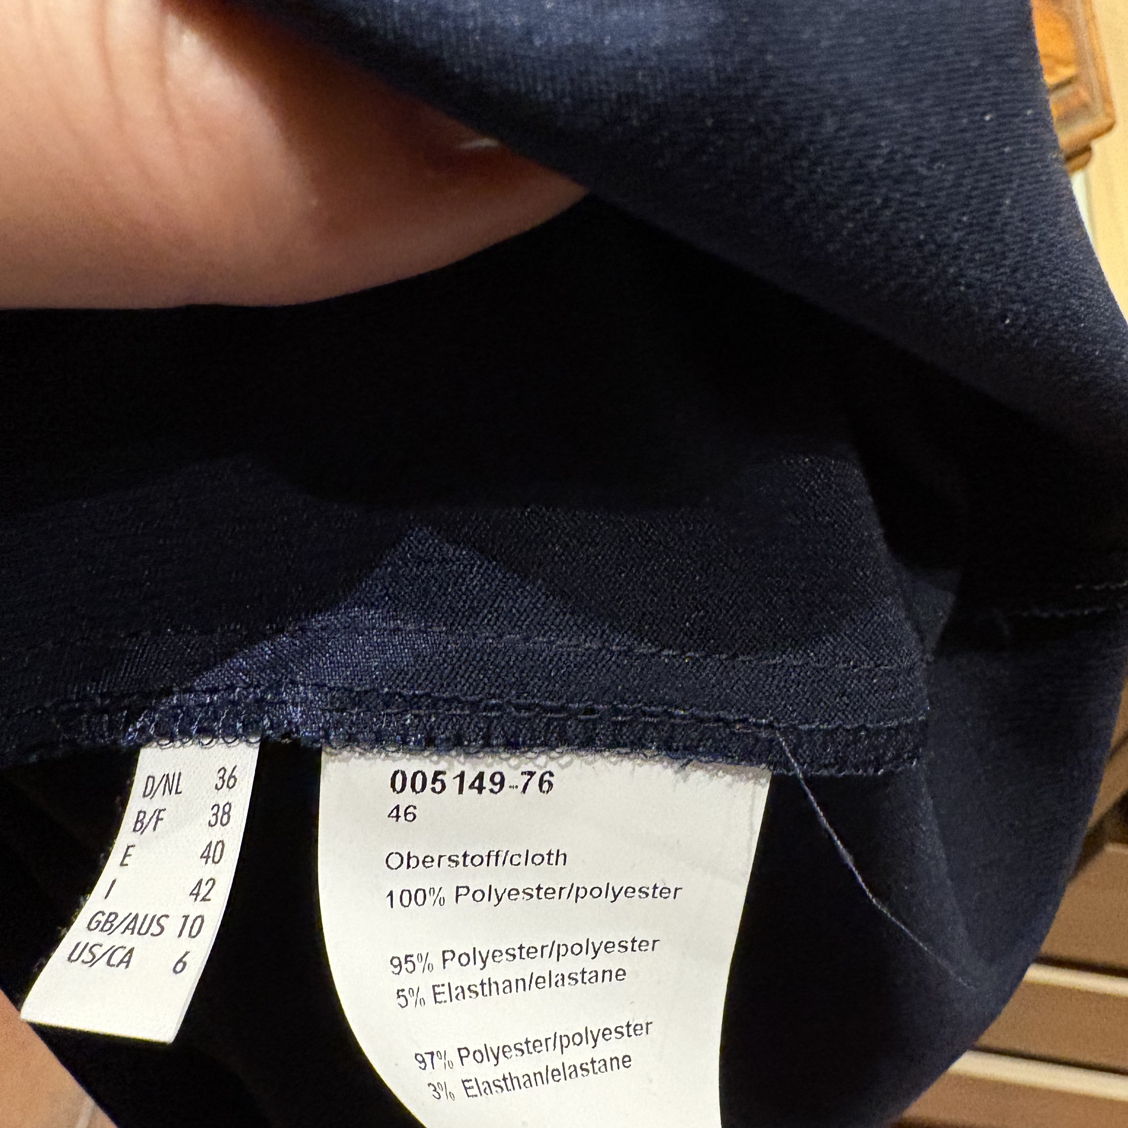 D/NL 36
B/F 38
E 40
I 42
GB/AUS 10
US/CA 6
005149-76
46
Oberstoff/cloth
100% Polyester/polyester
95% Polyester/polyester
5% Elasthan/elastane
97% Polyester/polyester
3% Elasthan/elastane